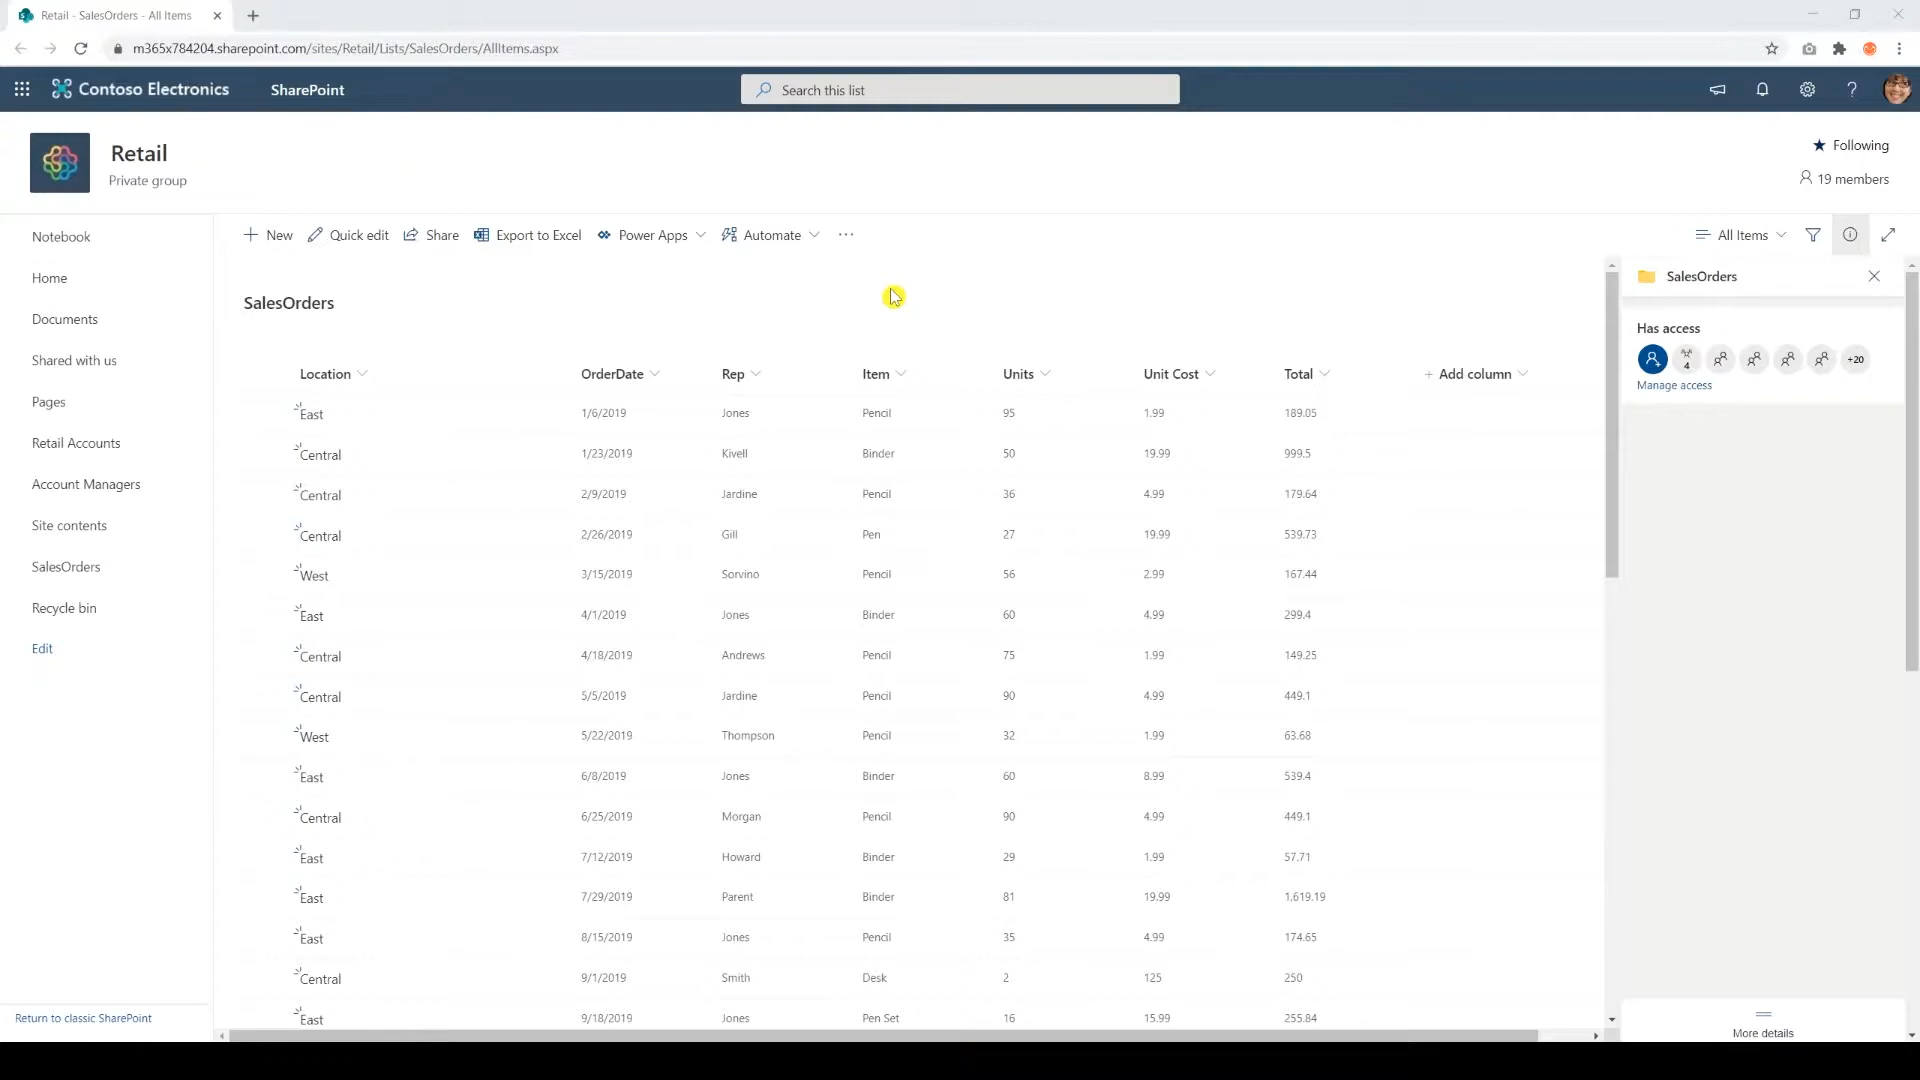 Retail - SalesOrders - All Items
m365x784204.sharepoint.com/sites/Retail/Lists/SalesOrders/AllItems.aspx
Contoso Electronics SharePoint Search this list ?
Retail
Private group
Following
19 members
New Quick edit Share Export to Excel Power Apps Automate ··· All Items
Notebook
Home
Documents
Shared with us
Pages
Retail Accounts
Account Managers
Site contents
SalesOrders
Recycle bin
Edit
Return to classic SharePoint
SalesOrders
Location OrderDate Rep Item Units Unit Cost Total + Add column
East 1/6/2019 Jones Pencil 95 1.99 189.05
Central 1/23/2019 Kivell Binder 50 19.99 999.5
Central 2/9/2019 Jardine Pencil 36 4.99 179.64
Central 2/26/2019 Gill Pen 27 19.99 539.73
West 3/15/2019 Sorvino Pencil 56 2.99 167.44
East 4/1/2019 Jones Binder 60 4.99 299.4
Central 4/18/2019 Andrews Pencil 75 1.99 149.25
Central 5/5/2019 Jardine Pencil 90 4.99 449.1
West 5/22/2019 Thompson Pencil 32 1.99 63.68
East 6/8/2019 Jones Binder 60 8.99 539.4
Central 6/25/2019 Morgan Pencil 90 4.99 449.1
East 7/12/2019 Howard Binder 29 1.99 57.71
East 7/29/2019 Parent Binder 81 19.99 1,619.19
East 8/15/2019 Jones Pencil 35 4.99 174.65
Central 9/1/2019 Smith Desk 2 125 250
East 9/18/2019 Jones Pen Set 16 15.99 255.84
SalesOrders
Has access
4 +20
Manage access
More details